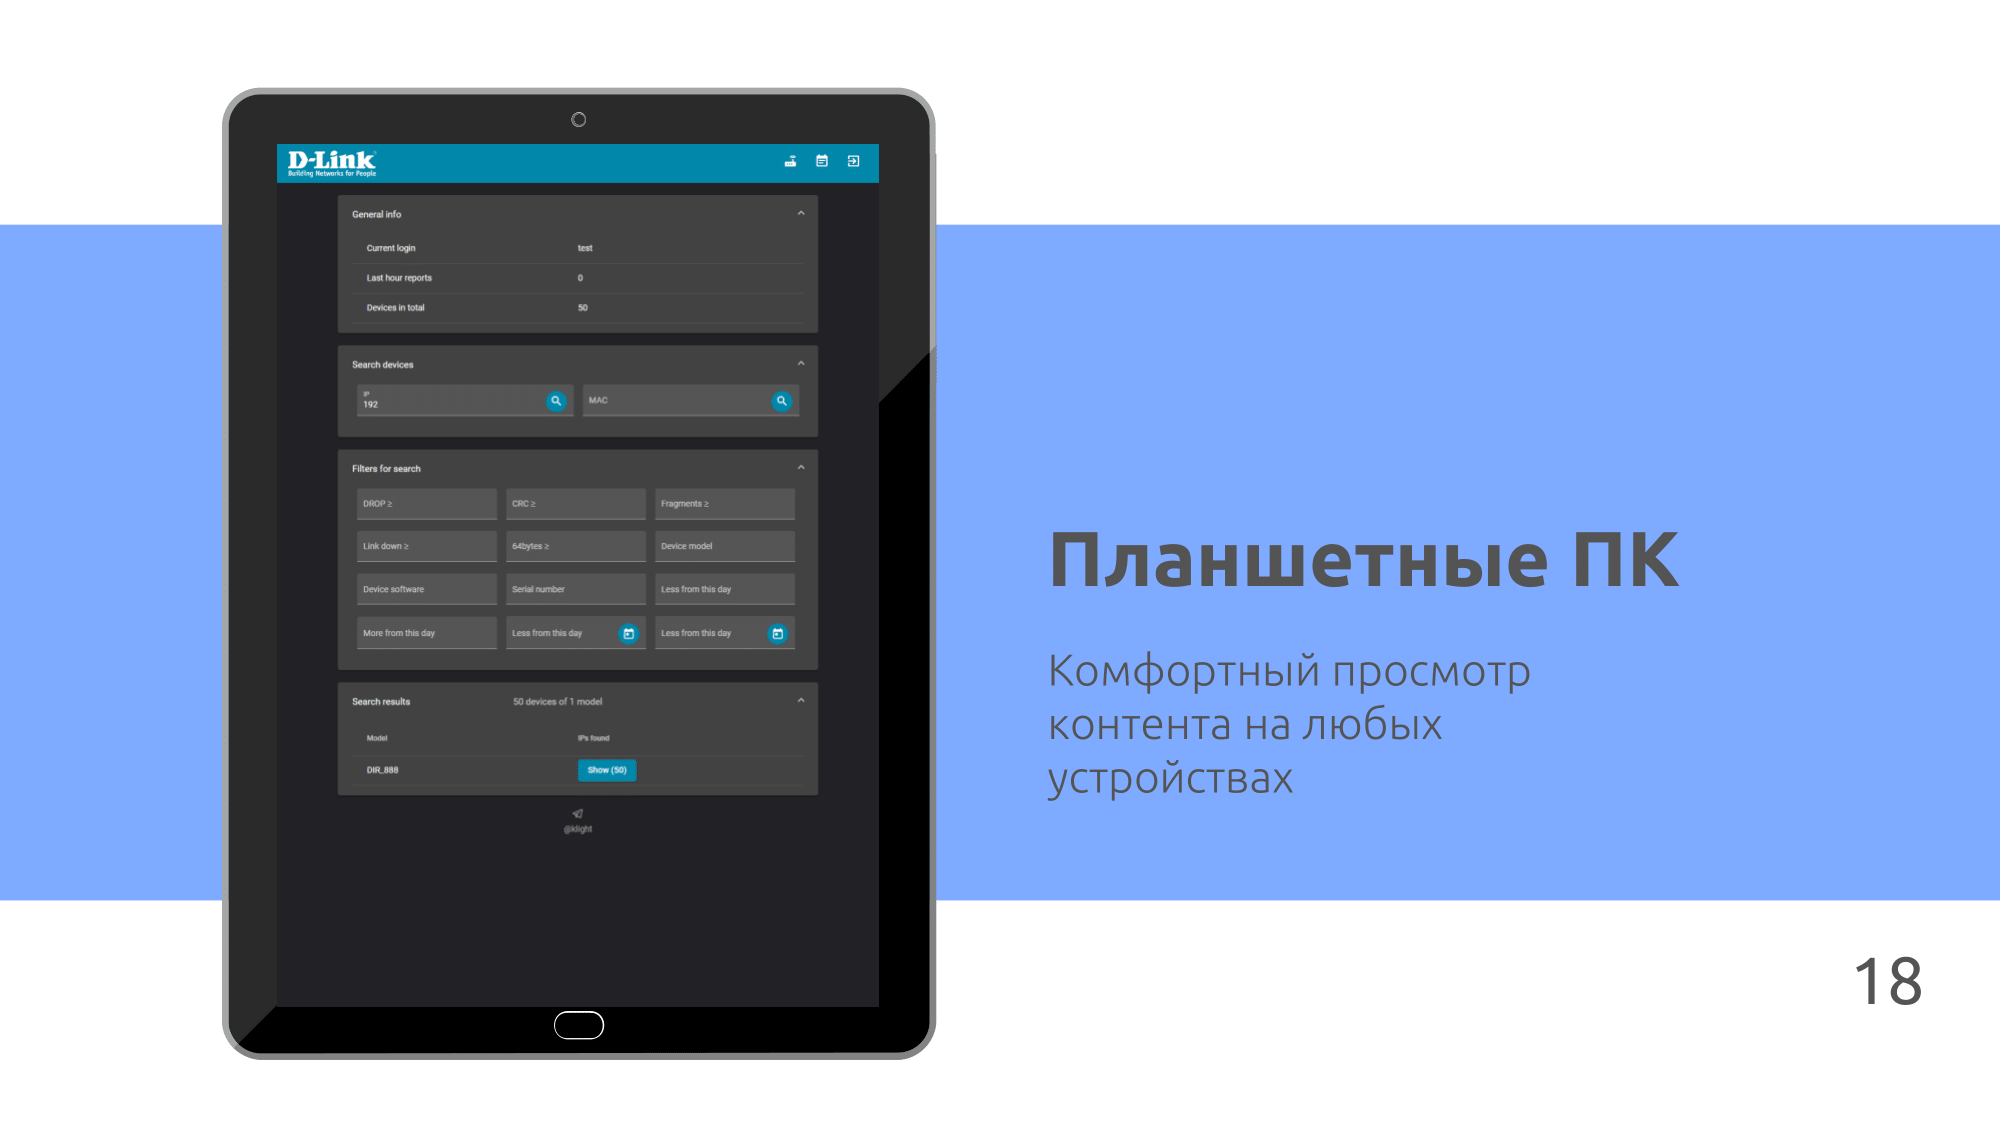 D-Link
Building Networks for People
General info
Current login test
Last hour reports 0
Devices in total 50
Search devices
IP
192
MAC
Filters for search
DROP ≥ CRC ≥ Fragments ≥
Link down ≥ 64bytes ≥ Device model
Device software Serial number Less from this day
More from this day Less from this day Less from this day
Search results 50 devices of 1 model
Model IPs found
DIR_888 Show (50)
@klight
Планшетные ПК
Комфортный просмотр
контента на любых
устройствах
18